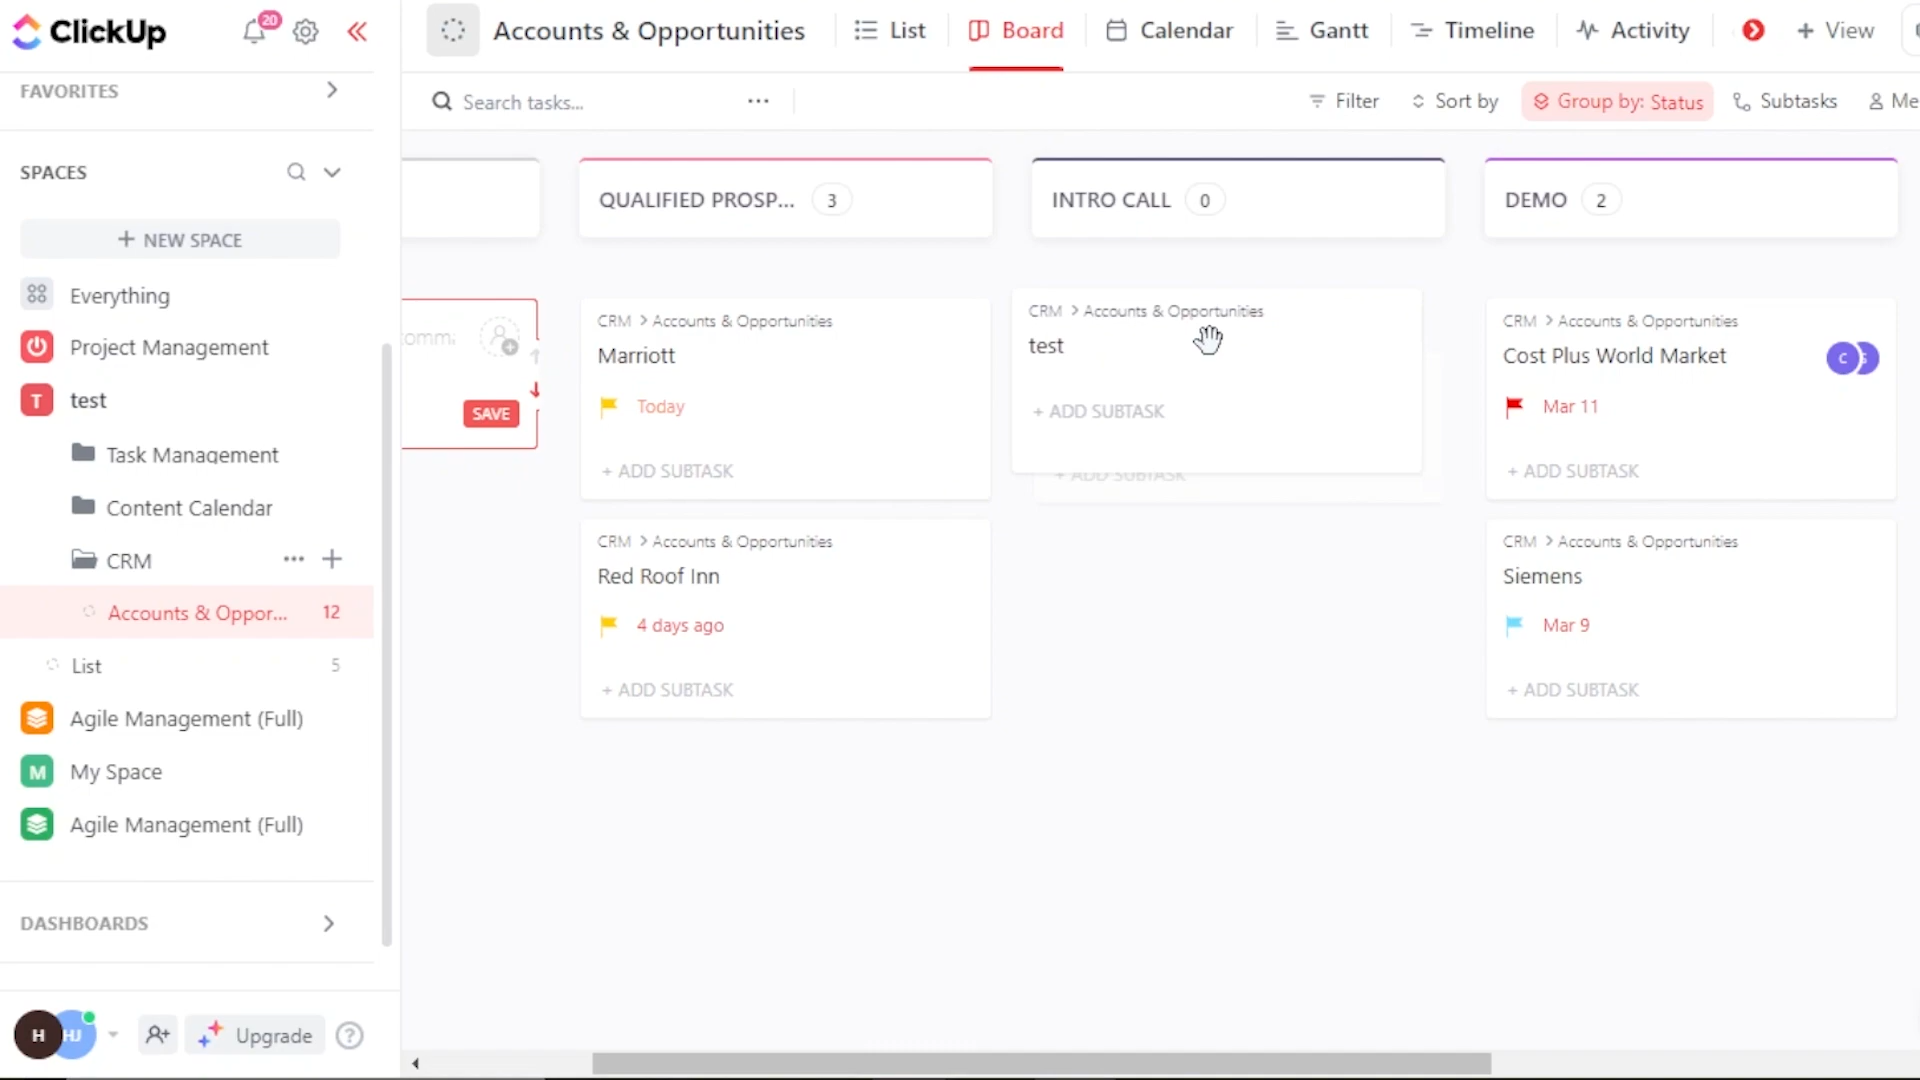 ClickUp
20
Accounts & Opportunities
List
Board
Calendar
Gantt
Timeline
Activity
+ View
FAVORITES
Search tasks...
Filter
Sort by
Group by: Status
Subtasks
Me
SPACES
+ NEW SPACE
Everything
Project Management
T test
Task Management
Content Calendar
CRM
Accounts & Oppor... 12
List 5
Agile Management (Full)
M My Space
Agile Management (Full)
DASHBOARDS
H HJ
Upgrade
?
SAVE
QUALIFIED PROSP... 3
CRM > Accounts & Opportunities
Marriott
Today
+ ADD SUBTASK
CRM > Accounts & Opportunities
Red Roof Inn
4 days ago
+ ADD SUBTASK
INTRO CALL 0
CRM > Accounts & Opportunities
test
+ ADD SUBTASK
+ ADD SUBTASK
DEMO 2
CRM > Accounts & Opportunities
Cost Plus World Market
C
Mar 11
+ ADD SUBTASK
CRM > Accounts & Opportunities
Siemens
Mar 9
+ ADD SUBTASK